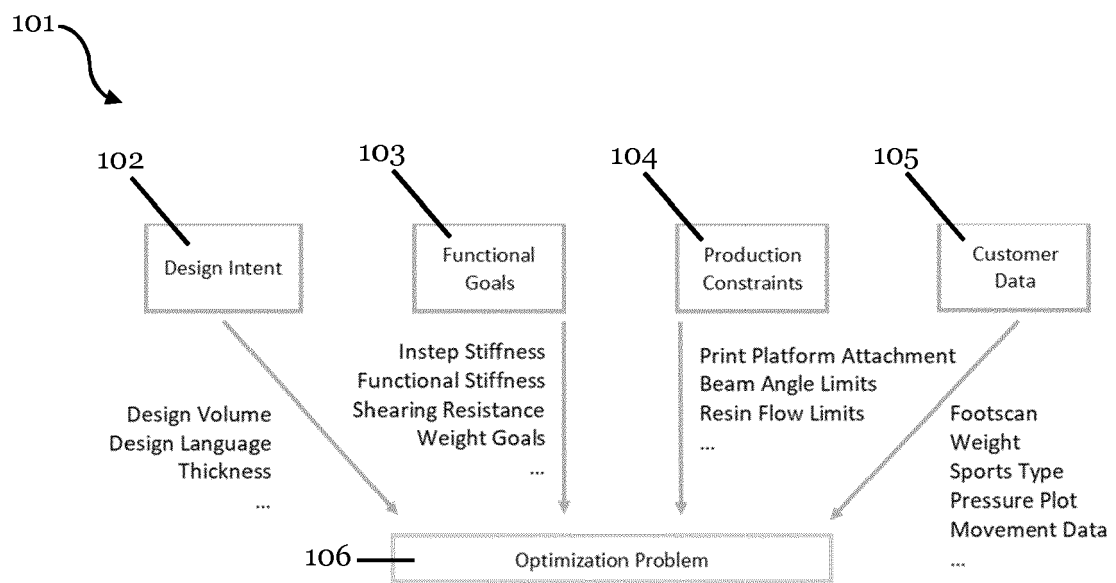 101
102
103
104
105
Design Intent
Functional
Goals
Production
Constraints
Customer
Data
Design Volume
Design Language
Thickness
...
Instep Stiffness
Functional Stiffness
Shearing Resistance
Weight Goals
...
Print Platform Attachment
Beam Angle Limits
Resin Flow Limits
...
Footscan
Weight
Sports Type
Pressure Plot
Movement Data
...
106
Optimization Problem